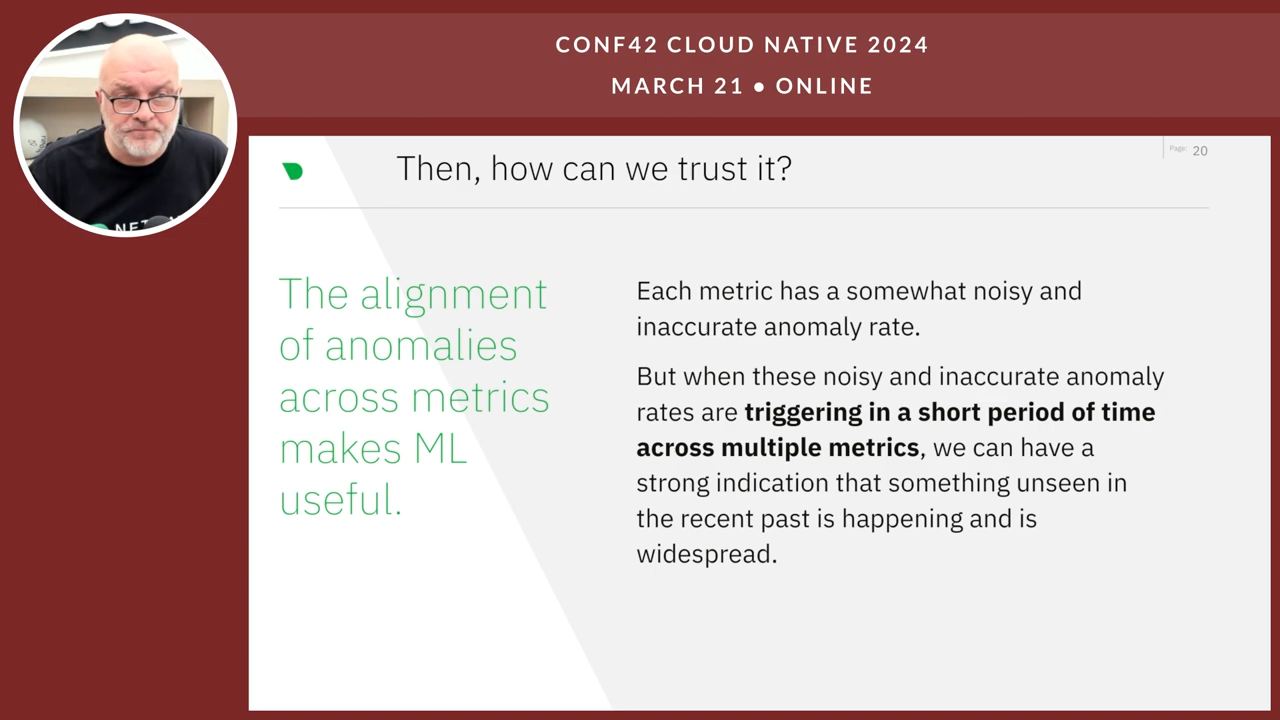 CONF42 CLOUD NATIVE 2024
MARCH 21 ● ONLINE
Then, how can we trust it?
Page: 20
The alignment
of anomalies
across metrics
makes ML
useful.
Each metric has a somewhat noisy and
inaccurate anomaly rate.
But when these noisy and inaccurate anomaly
rates are triggering in a short period of time
across multiple metrics, we can have a
strong indication that something unseen in
the recent past is happening and is
widespread.